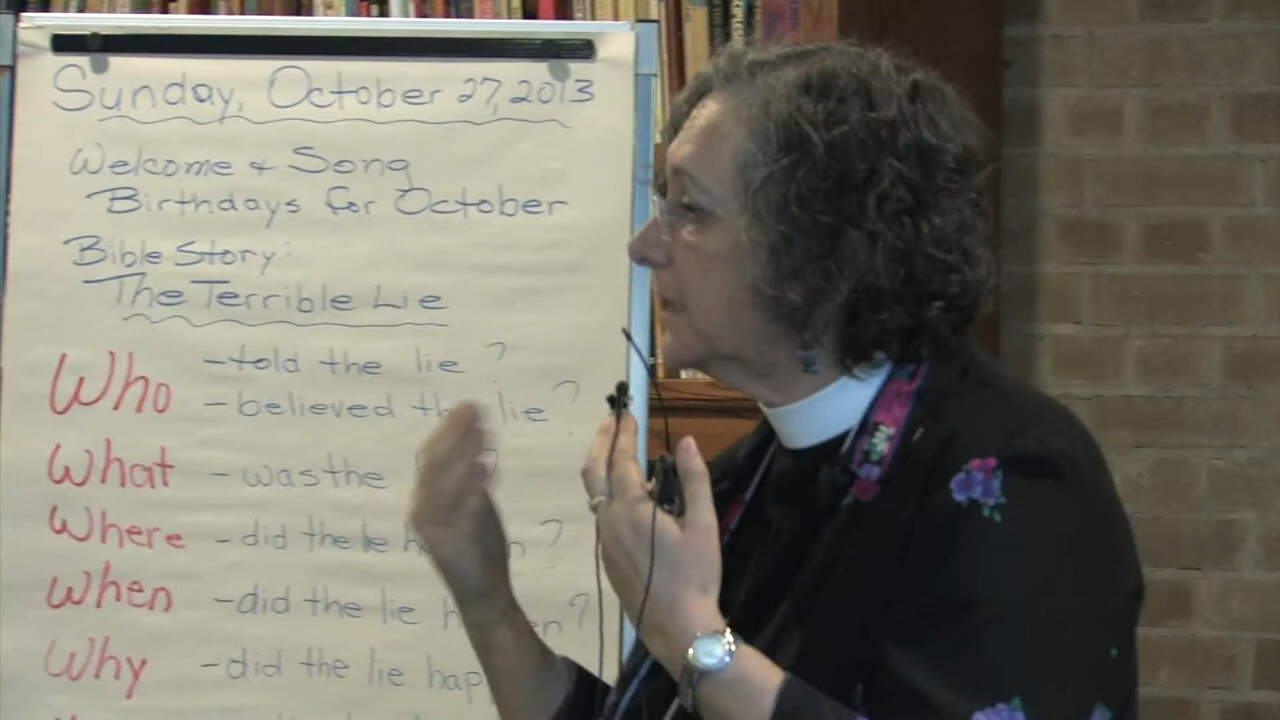 Sunday, October 27, 2013
Welcome + Song
Birthdays for October
Bible Story:
The Terrible Lie
Who -told the lie?
-believed the lie?
What -was the ?
Where -did the lie ?
When -did the lie ?
Why -did the lie